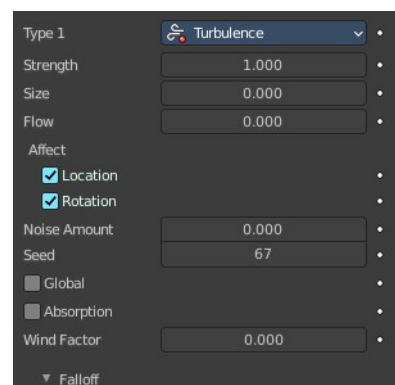 Type 1 Turbulence
Strength 1.000
Size 0.000
Flow 0.000
Affect
Location
Rotation
Noise Amount 0.000
Seed 67
Global
Absorption
Wind Factor 0.000
Falloff